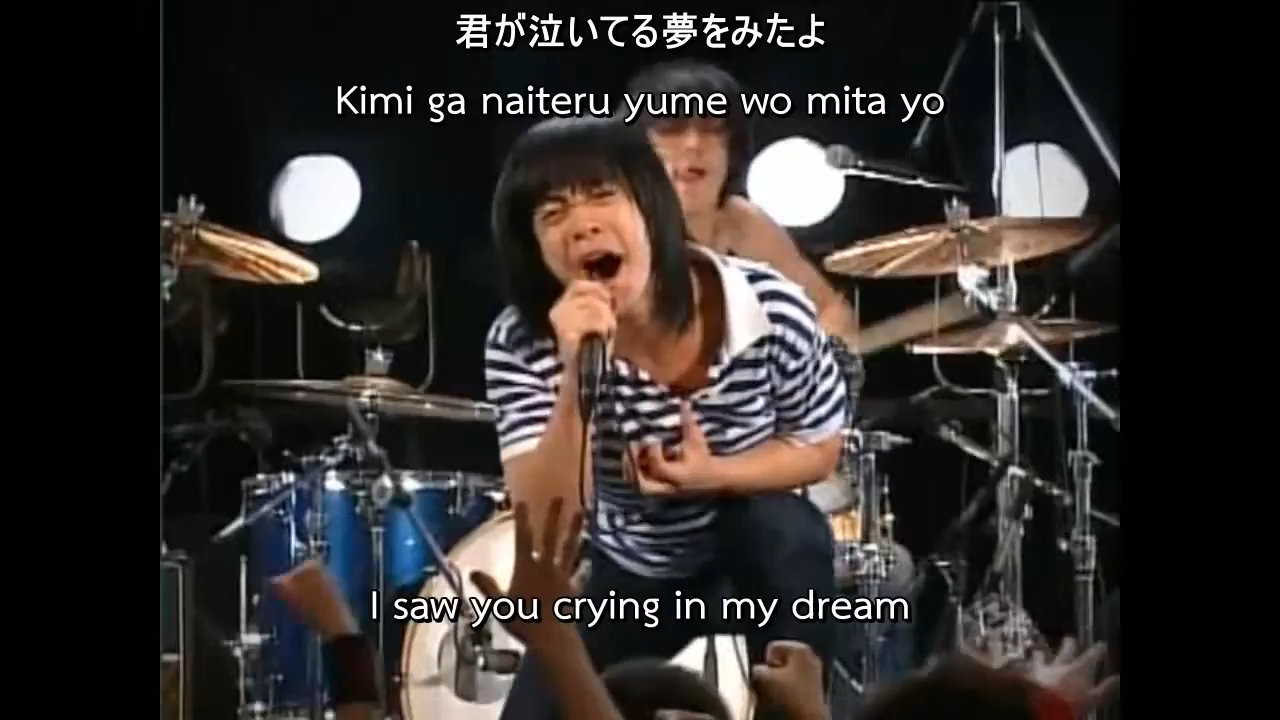 君が泣いてる夢をみたよ
Kimi ga naiteru yume wo mita yo
I saw you crying in my dream